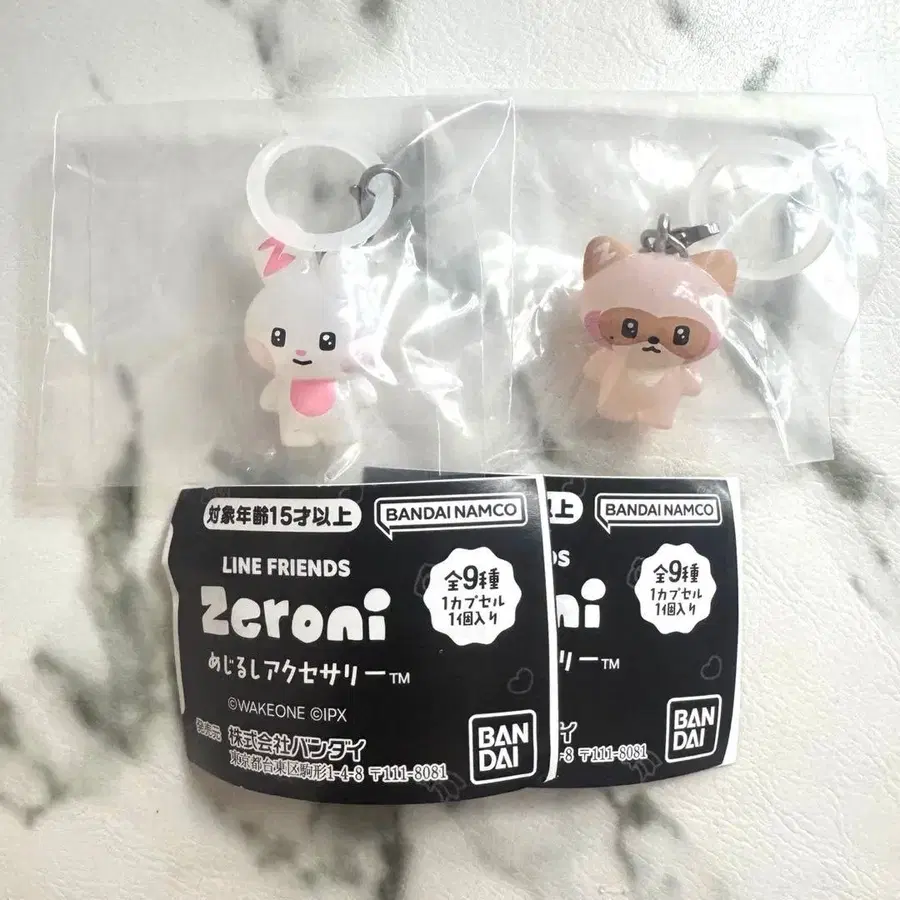 対象年齢15才以上
BANDAI NAMCO
LINE FRIENDS
zeroni
めじるしアクセサリー™
全9種
1カプセル
1個入り
©WAKEONE ©IPX
発売元 株式会社バンダイ
東京都台東区駒形1-4-8 〒111-8081
BAN
DAI
上
BANDAI NAMCO
DS
ni
リー™
全9種
1カプセル
1個入り
イ
8 〒111-8081
BAN
DAI